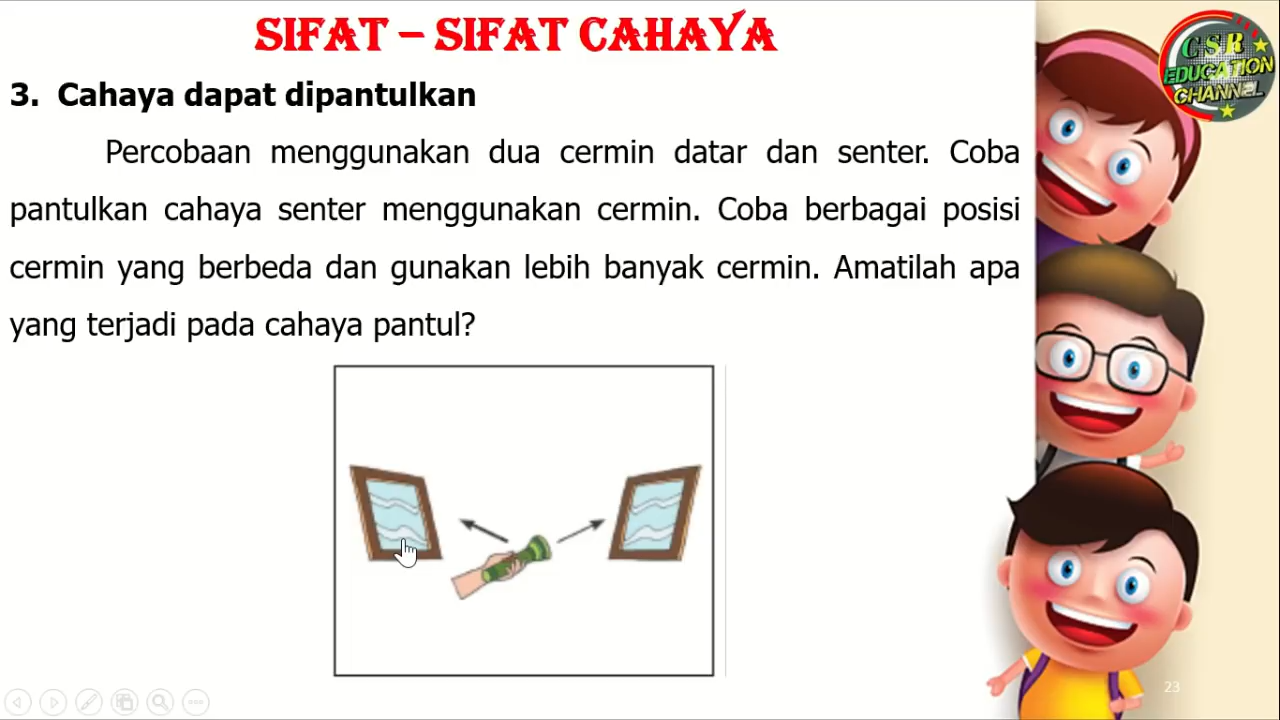 SIFAT – SIFAT CAHAYA
3. Cahaya dapat dipantulkan
Percobaan menggunakan dua cermin datar dan senter. Coba
pantulkan cahaya senter menggunakan cermin. Coba berbagai posisi
cermin yang berbeda dan gunakan lebih banyak cermin. Amatilah apa
yang terjadi pada cahaya pantul?
CSR
EDUCATION
CHANNEL
23